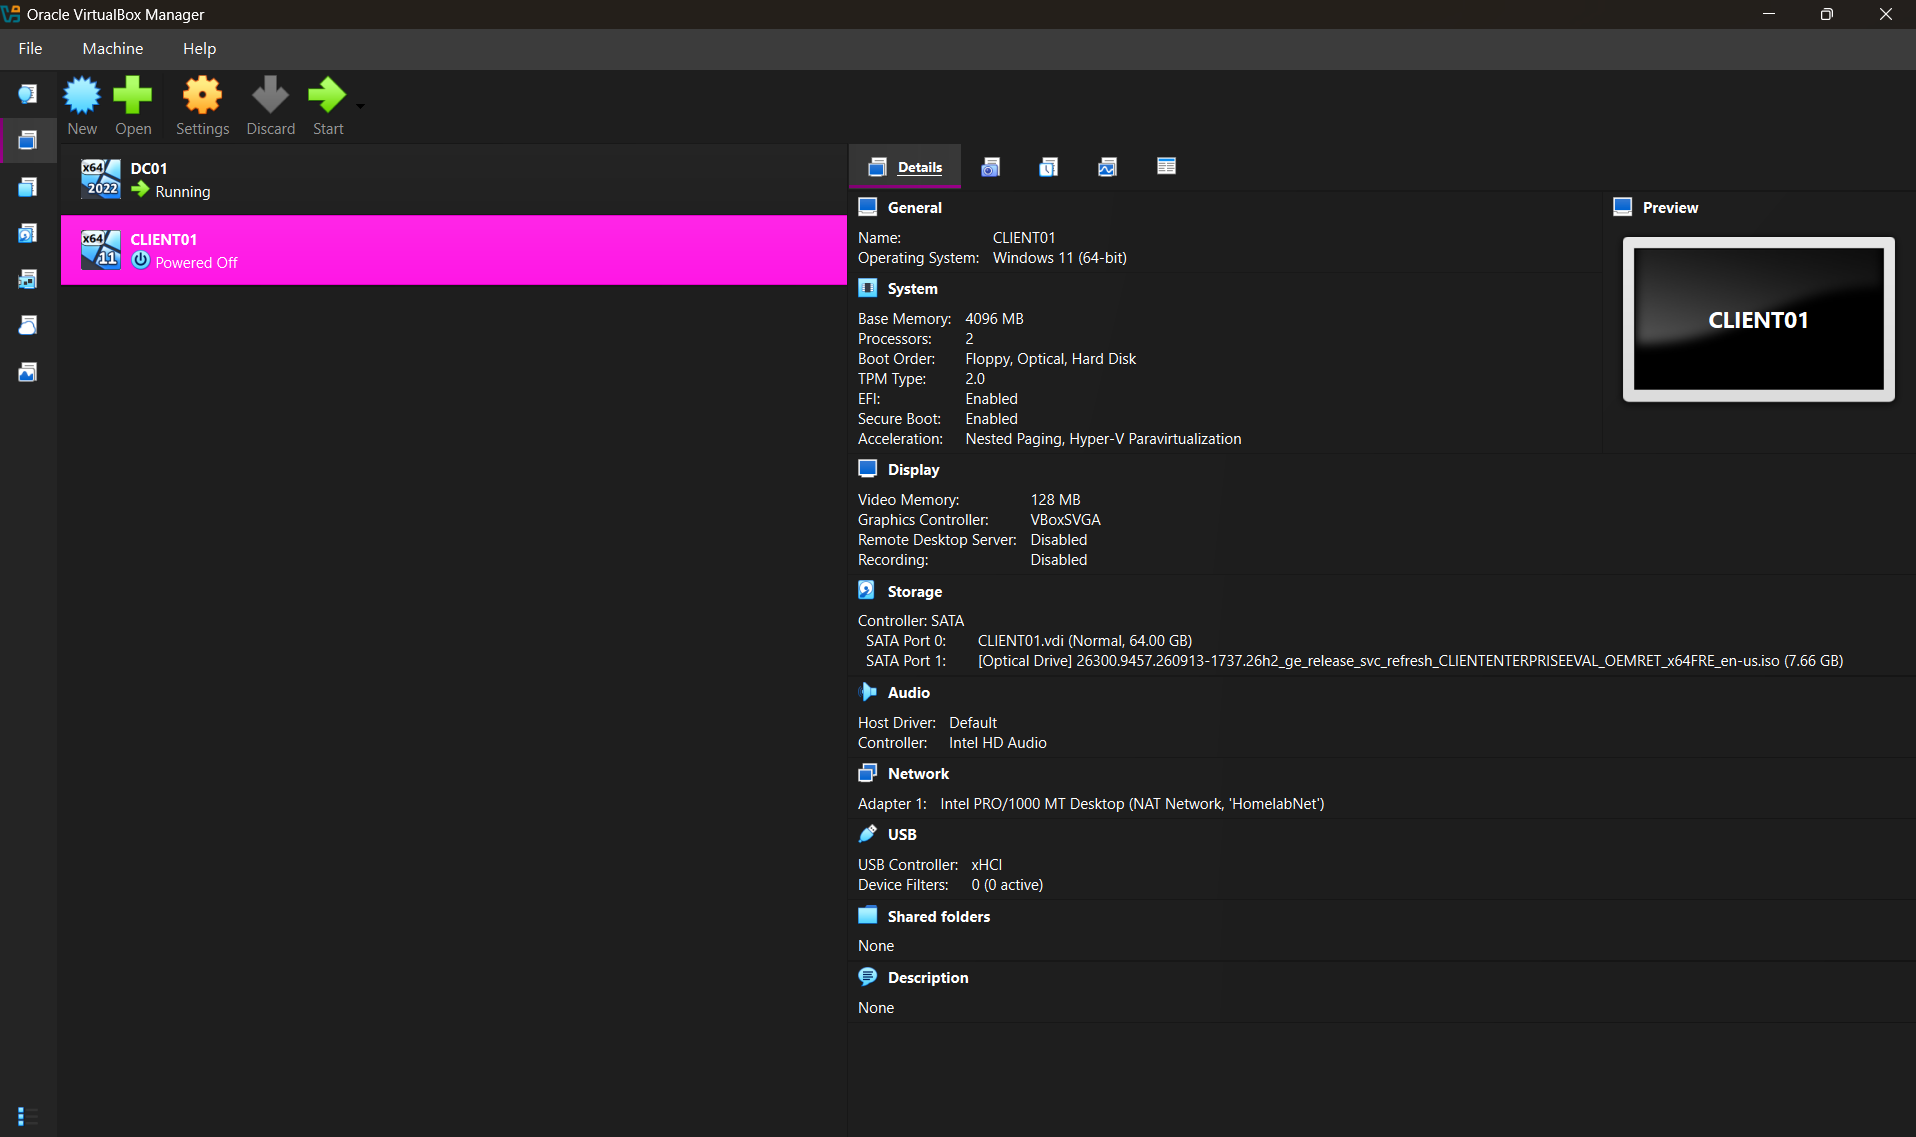 Oracle VirtualBox Manager
File Machine Help
New Open Settings Discard Start
x64 2022 DC01
Running
x64 11 CLIENT01
Powered Off
Details
General
Name: CLIENT01
Operating System: Windows 11 (64-bit)
Preview
CLIENT01
System
Base Memory: 4096 MB
Processors: 2
Boot Order: Floppy, Optical, Hard Disk
TPM Type: 2.0
EFI: Enabled
Secure Boot: Enabled
Acceleration: Nested Paging, Hyper-V Paravirtualization
Display
Video Memory: 128 MB
Graphics Controller: VBoxSVGA
Remote Desktop Server: Disabled
Recording: Disabled
Storage
Controller: SATA
SATA Port 0: CLIENT01.vdi (Normal, 64.00 GB)
SATA Port 1: [Optical Drive] 26300.9457.260913-1737.26h2_ge_release_svc_refresh_CLIENTENTERPRISEEVAL_OEMRET_x64FRE_en-us.iso (7.66 GB)
Audio
Host Driver: Default
Controller: Intel HD Audio
Network
Adapter 1: Intel PRO/1000 MT Desktop (NAT Network, 'HomelabNet')
USB
USB Controller: xHCI
Device Filters: 0 (0 active)
Shared folders
None
Description
None